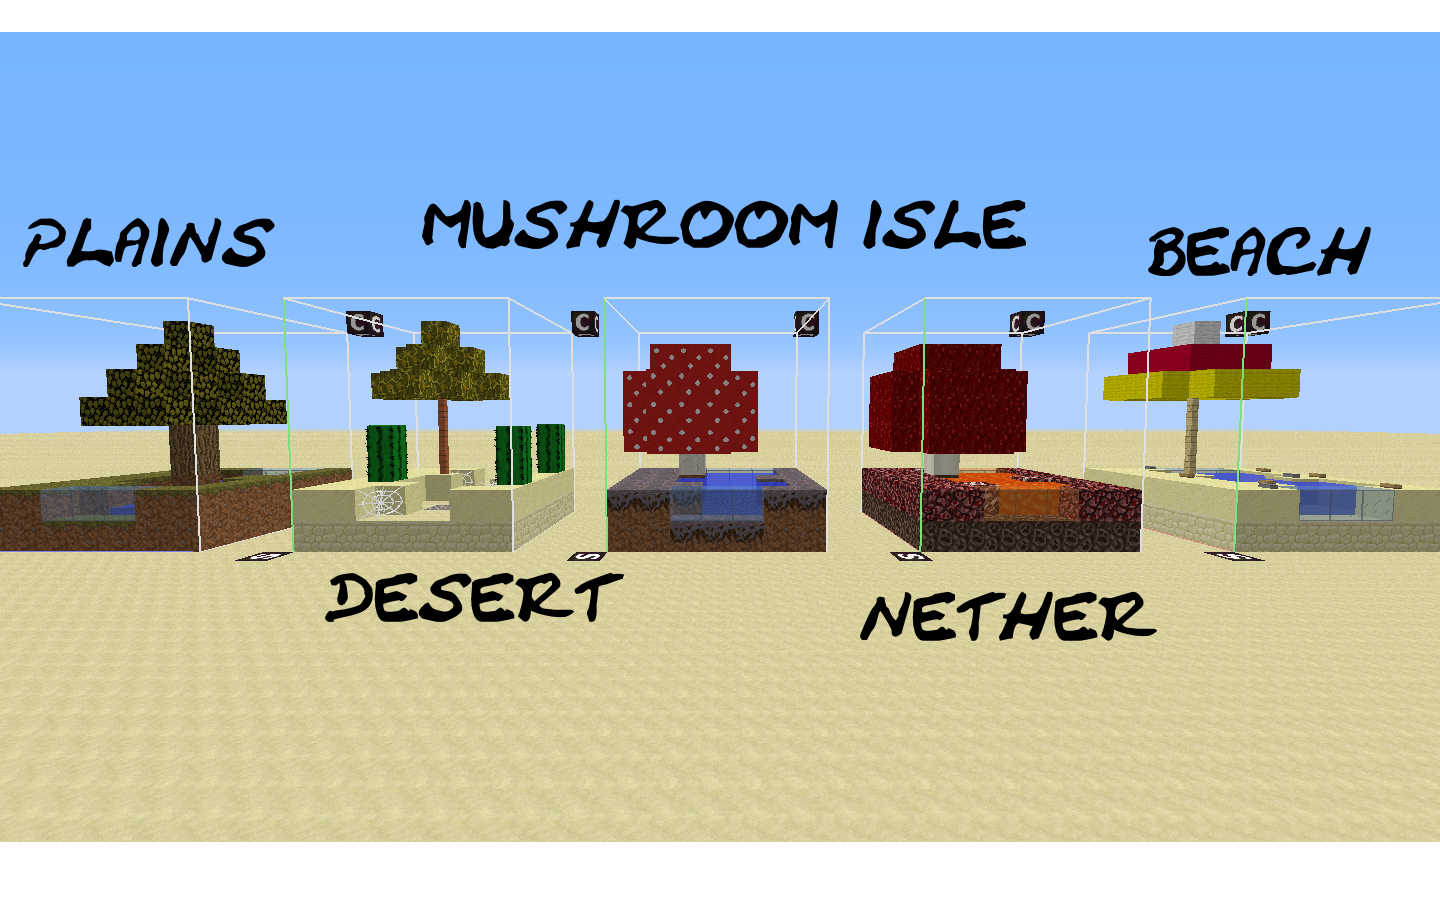 PLAINS
MUSHROOM ISLE
BEACH
C C
C
C
C C
C C
S
S
DESERT
NETHER